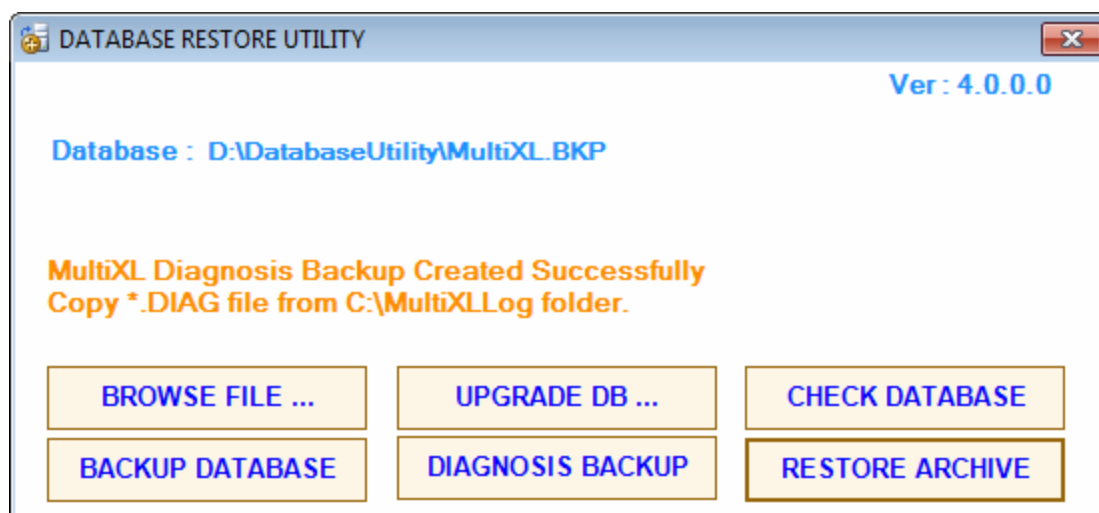 DATABASE RESTORE UTILITY
Ver : 4.0.0.0
Database : D:\DatabaseUtility\MultiXL.BKP
MultiXL Diagnosis Backup Created Successfully
Copy *.DIAG file from C:\MultiXLLog folder.
BROWSE FILE ... UPGRADE DB ... CHECK DATABASE
BACKUP DATABASE DIAGNOSIS BACKUP RESTORE ARCHIVE